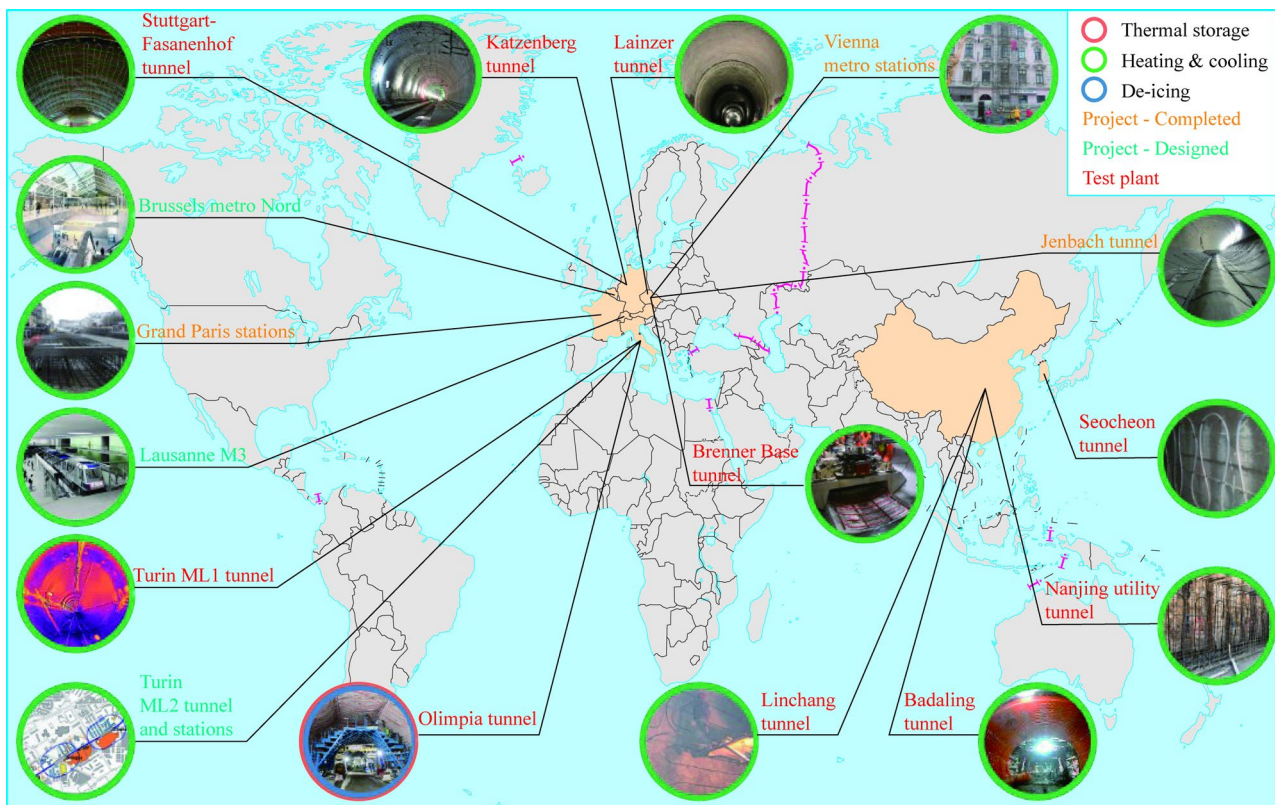 Stuttgart-
Fasanenhof
tunnel
Katzenberg
tunnel
Lainzer
tunnel
Vienna
metro stations
Thermal storage
Heating & cooling
De-icing
Project - Completed
Project - Designed
Test plant
Brussels metro Nord
Jenbach tunnel
Grand Paris stations
Lausanne M3
Brenner Base
tunnel
Seocheon
tunnel
Turin ML1 tunnel
Nanjing utility
tunnel
Turin
ML2 tunnel
and stations
Olimpia tunnel
Linchang
tunnel
Badaling
tunnel